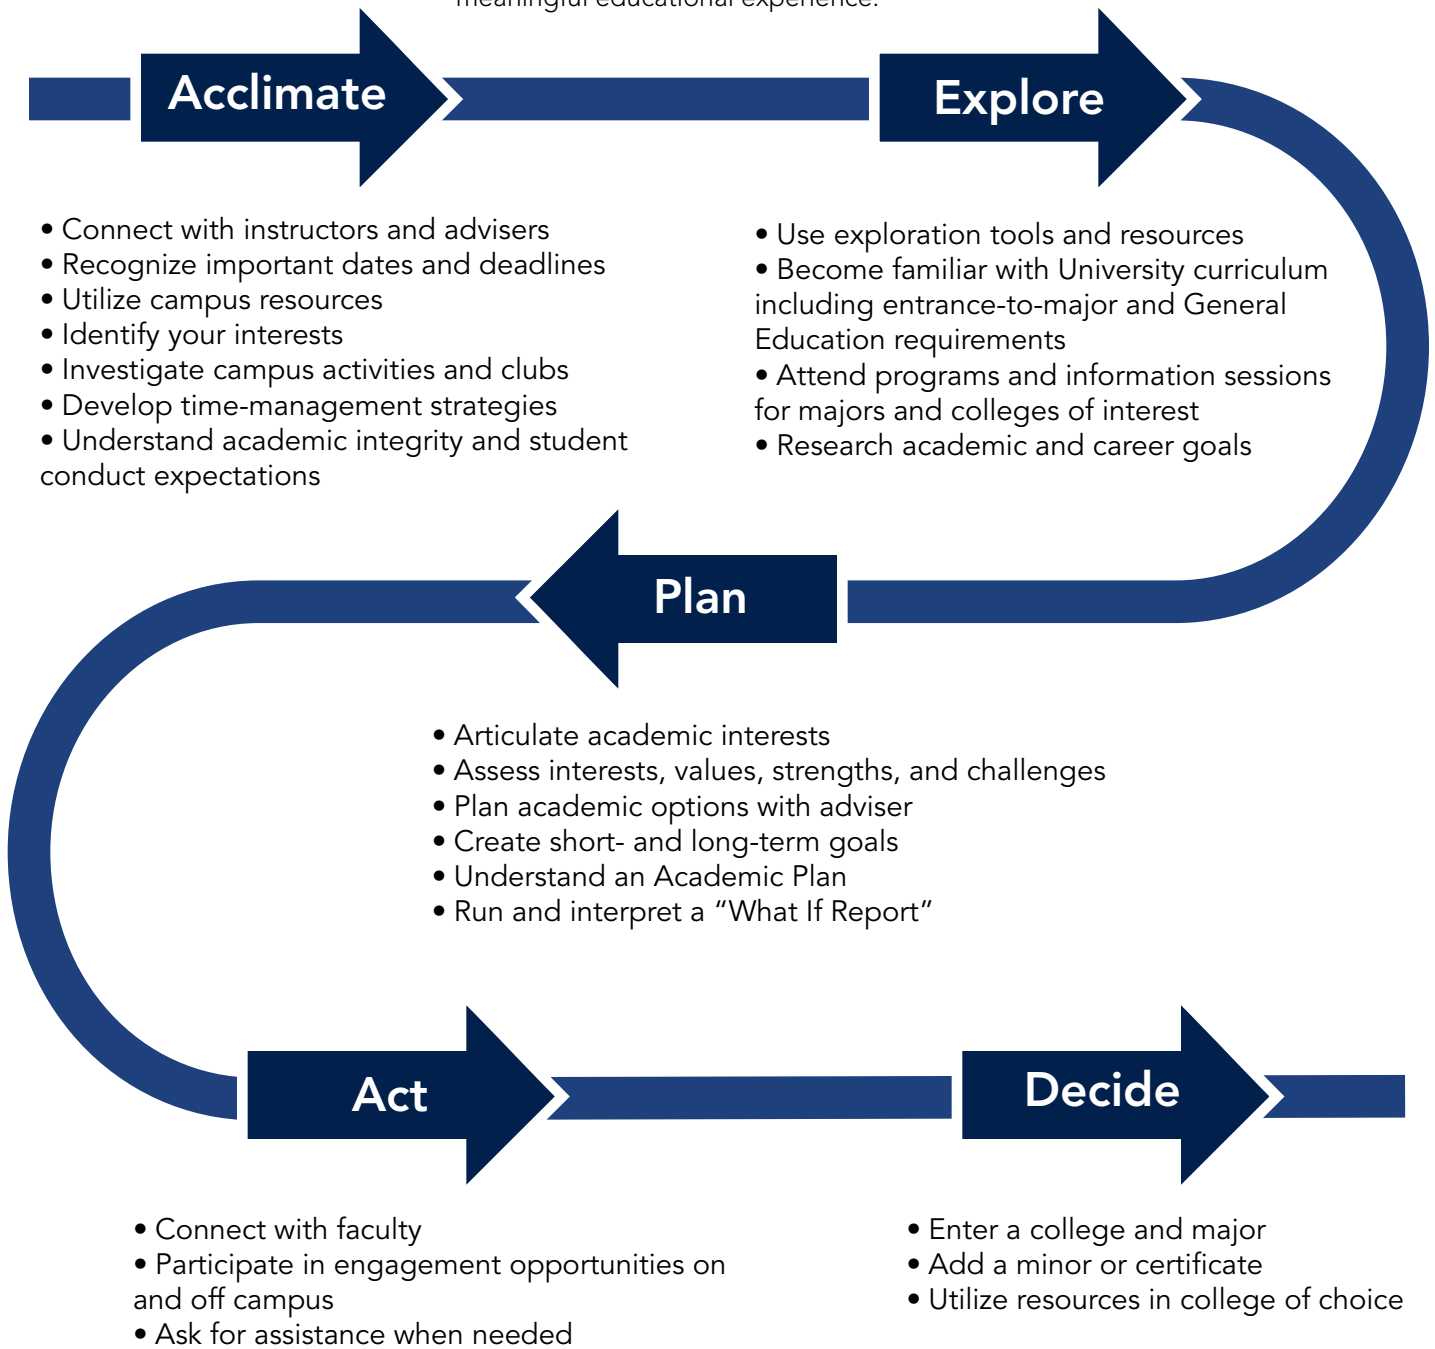 meaningful educational experience.
Acclimate
Explore
• Connect with instructors and advisers
• Recognize important dates and deadlines
• Utilize campus resources
• Identify your interests
• Investigate campus activities and clubs
• Develop time-management strategies
• Understand academic integrity and student
conduct expectations
• Use exploration tools and resources
• Become familiar with University curriculum
including entrance-to-major and General
Education requirements
• Attend programs and information sessions
for majors and colleges of interest
• Research academic and career goals
Plan
• Articulate academic interests
• Assess interests, values, strengths, and challenges
• Plan academic options with adviser
• Create short- and long-term goals
• Understand an Academic Plan
• Run and interpret a “What If Report”
Act
Decide
• Connect with faculty
• Participate in engagement opportunities on
and off campus
• Ask for assistance when needed
• Enter a college and major
• Add a minor or certificate
• Utilize resources in college of choice